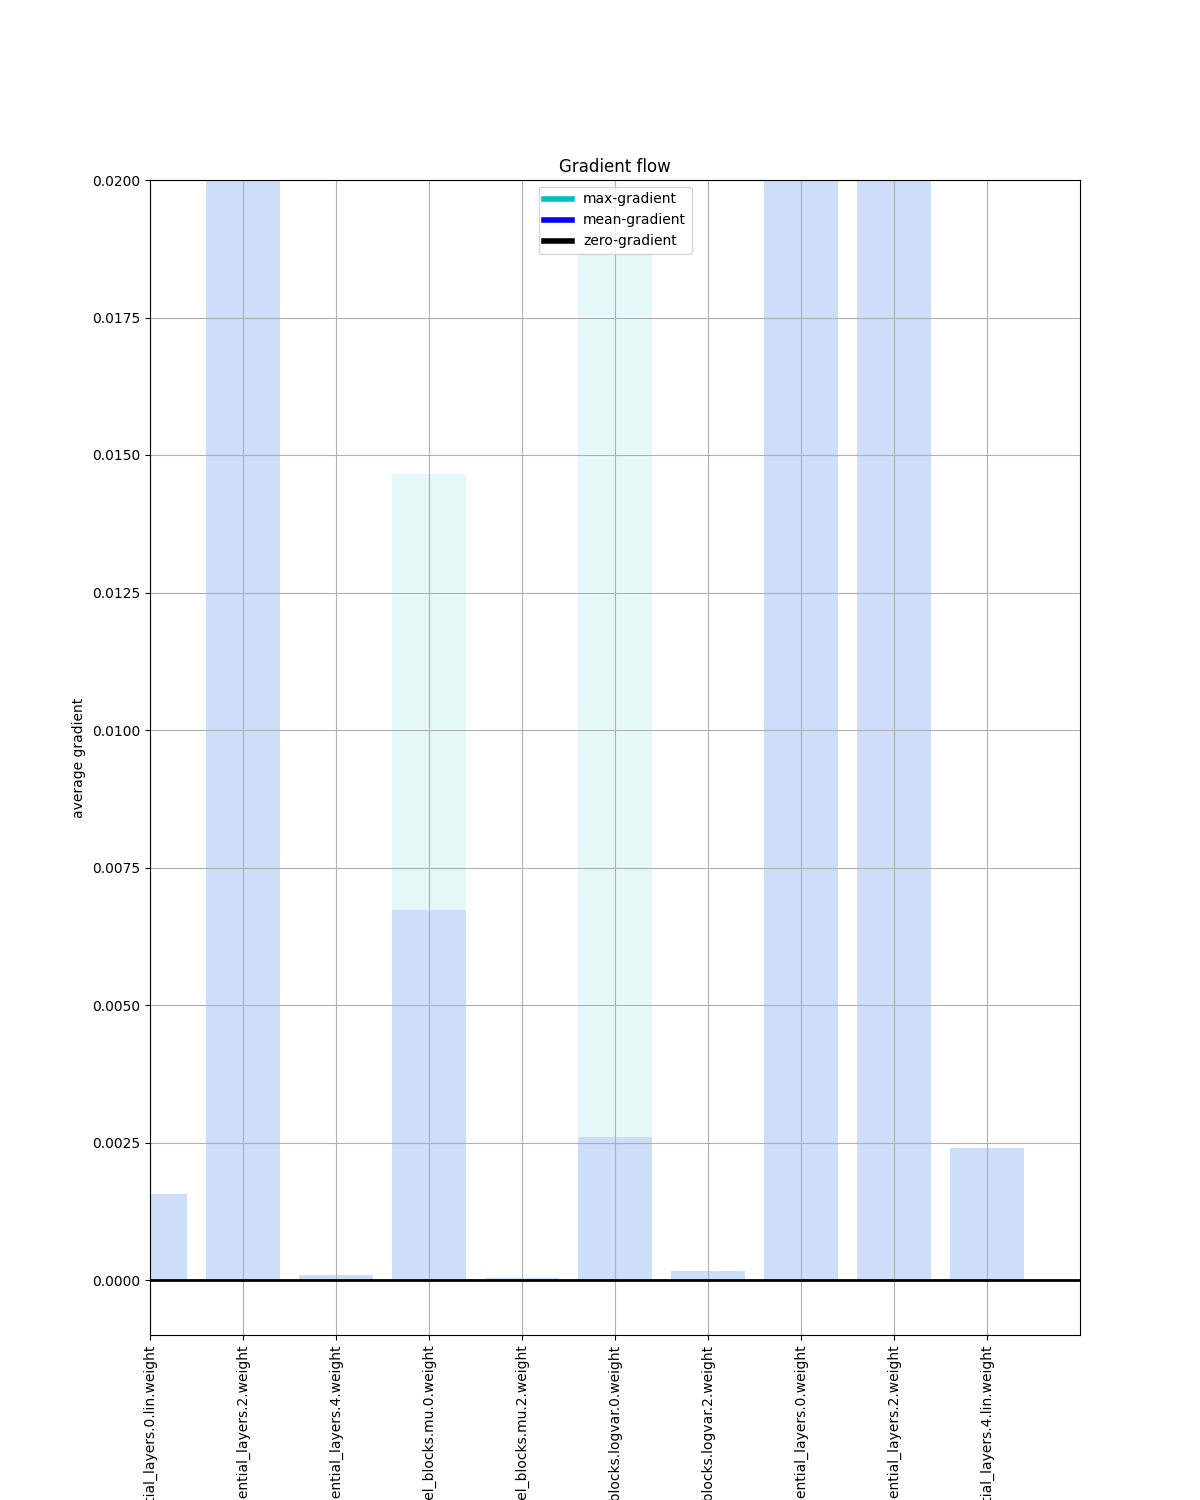 Gradient flow
max-gradient
mean-gradient
zero-gradient
0.0200
0.0175
0.0150
0.0125
0.0100
0.0075
0.0050
0.0025
0.0000
average gradient
tial_layers.0.lin.weight
ential_layers.2.weight
ential_layers.4.weight
el_blocks.mu.0.weight
el_blocks.mu.2.weight
blocks.logvar.0.weight
blocks.logvar.2.weight
ential_layers.0.weight
ential_layers.2.weight
tial_layers.4.lin.weight